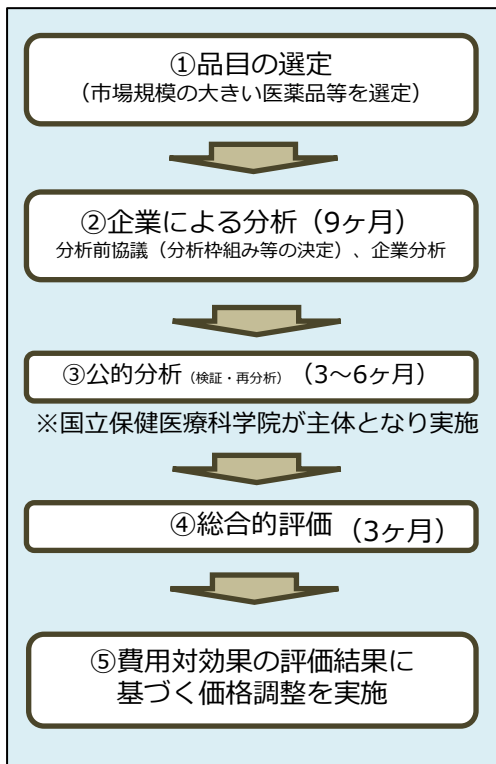 ①品目の選定
（市場規模の大きい医薬品等を選定）
②企業による分析（9ヶ月）
分析前協議（分析枠組み等の決定）、企業分析
③公的分析（検証・再分析）（3～6ヶ月）
※国立保健医療科学院が主体となり実施
④総合的評価（3ヶ月）
⑤費用対効果の評価結果に
基づく価格調整を実施